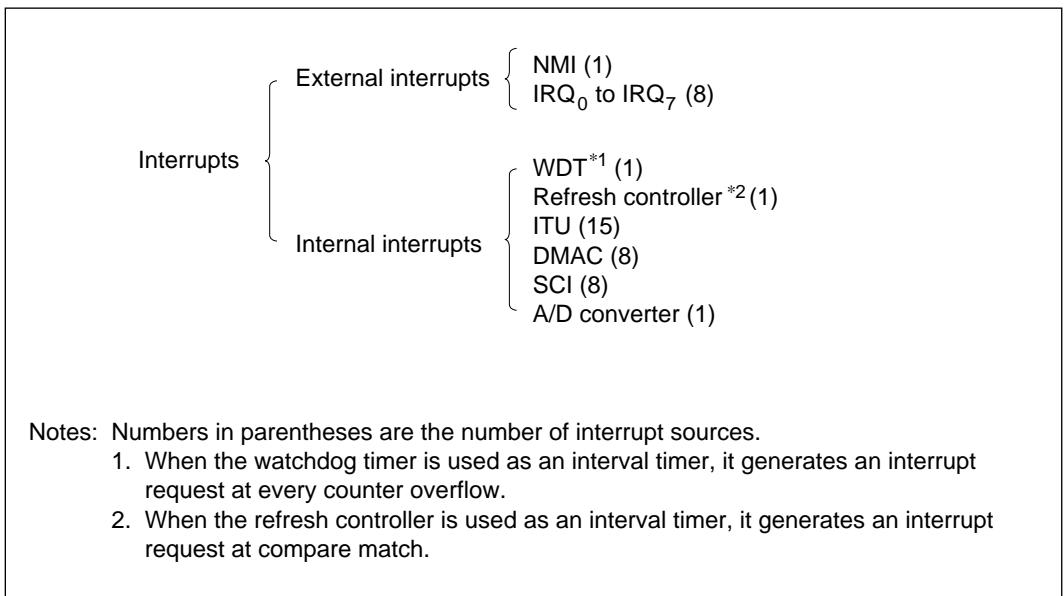 External interrupts
NMI (1)
IRQ0 to IRQ7 (8)
Interrupts
Internal interrupts
WDT*1 (1)
Refresh controller *2 (1)
ITU (15)
DMAC (8)
SCI (8)
A/D converter (1)
Notes: Numbers in parentheses are the number of interrupt sources.
1. When the watchdog timer is used as an interval timer, it generates an interrupt
request at every counter overflow.
2. When the refresh controller is used as an interval timer, it generates an interrupt
request at compare match.